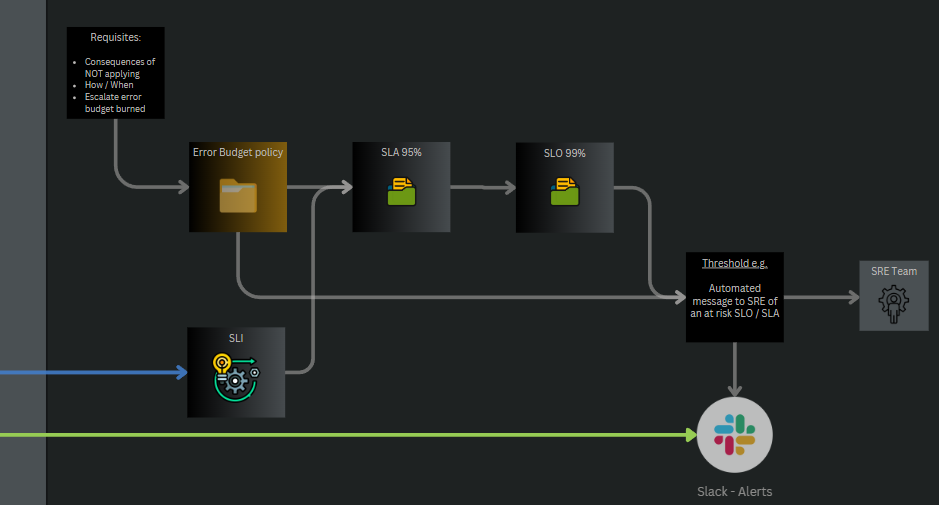 Requisites:
• Consequences of
NOT applying
• How / When
• Escalate error
budget burned
Error Budget policy
SLA 95%
SLO 99%
Threshold e.g.
Automated
message to SRE of
an at risk SLO / SLA
SRE Team
SLI
Slack - Alerts